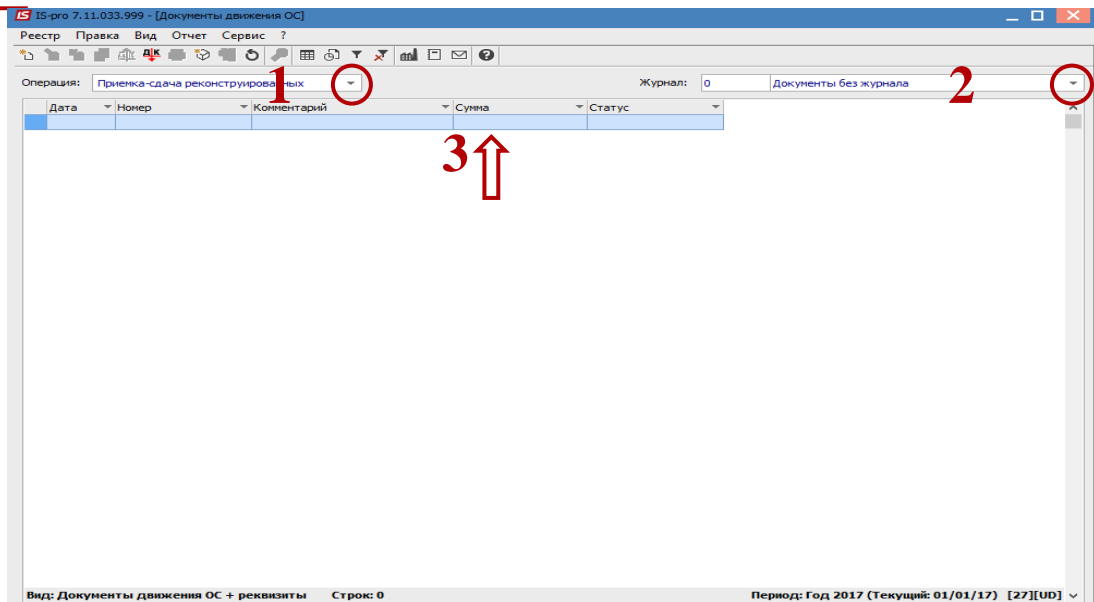 IS-pro 7.11.033.999 - [Документы движения ОС]
Реестр Правка Вид Отчет Сервис ?
Операция: Приемка-сдача реконструированных Журнал: 0 Документы без журнала
1 2
Дата Номер Комментарий Сумма Статус
3
Вид: Документы движения ОС + реквизиты Строк: 0 Период: Год 2017 (Текущий: 01/01/17) [27][UD]